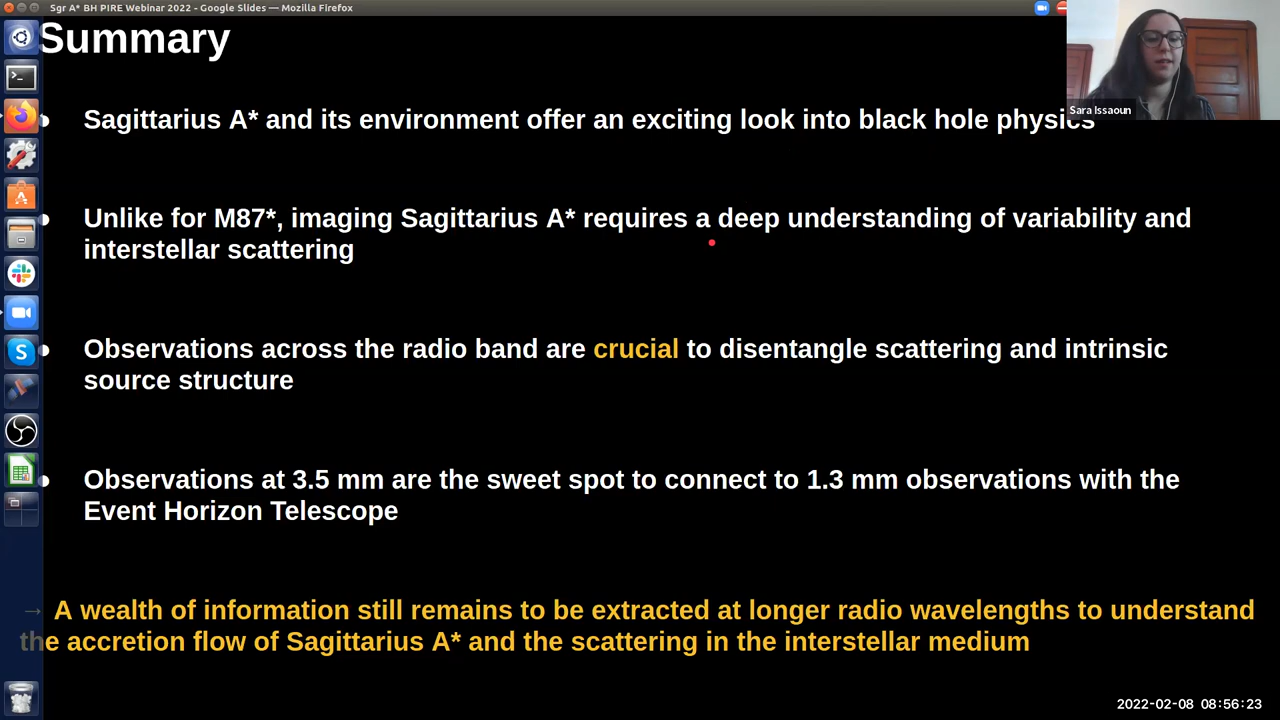 Sgr A* BH PIRE Webinar 2022 - Google Slides — Mozilla Firefox
Summary
Sara Issaoun
Sagittarius A* and its environment offer an exciting look into black hole physics
Unlike for M87*, imaging Sagittarius A* requires a deep understanding of variability and
interstellar scattering
Observations across the radio band are crucial to disentangle scattering and intrinsic
source structure
Observations at 3.5 mm are the sweet spot to connect to 1.3 mm observations with the
Event Horizon Telescope
→ A wealth of information still remains to be extracted at longer radio wavelengths to understand
the accretion flow of Sagittarius A* and the scattering in the interstellar medium
2022-02-08 08:56:23